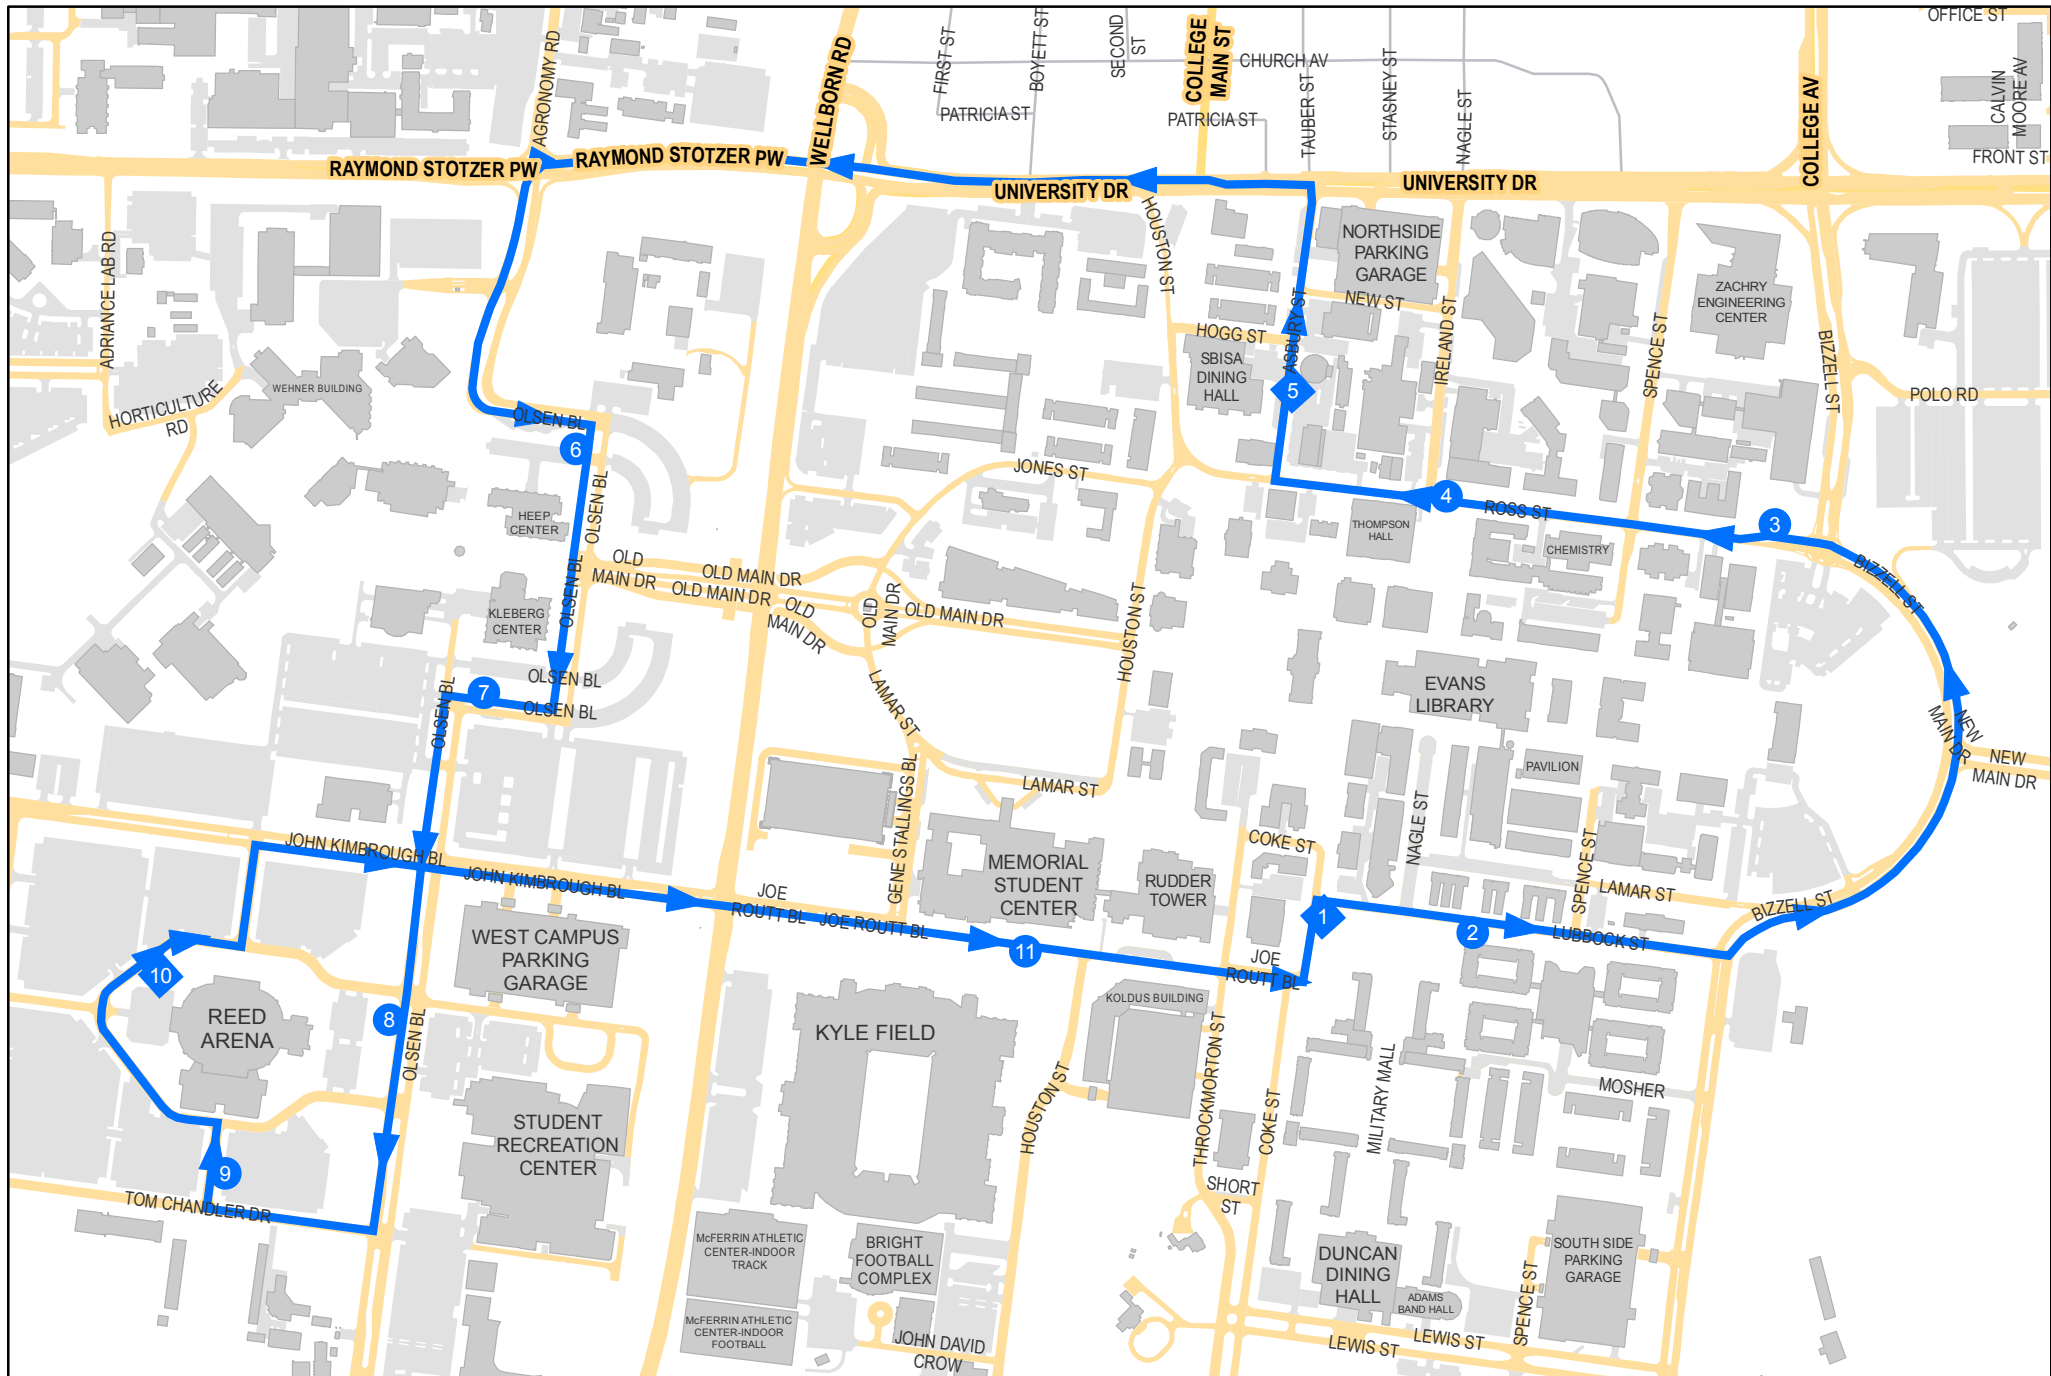 OFFICE ST
AGRONOMY RD
WELLBORN RD
FIRST ST
BOYETT ST
SECOND
ST
COLLEGE
MAIN ST
CHURCH AV
PATRICIA ST
PATRICIA ST
TAUBER ST
STASNEY ST
NAGLE ST
COLLEGE AV
CALVIN
MOORE AV
FRONT ST
RAYMOND STOTZER PW
RAYMOND STOTZER PW
UNIVERSITY DR
UNIVERSITY DR
ADRIANCE LAB RD
HOUSTON ST
NORTHSIDE
PARKING
GARAGE
NEW ST
ASBURY ST
HOGG ST
SBISA
DINING
HALL
IRELAND ST
SPENCE ST
ZACHRY
ENGINEERING
CENTER
BIZZELL ST
POLO RD
WEHNER BUILDING
HORTICULTURE
RD
OLSEN BL
6
5
JONES ST
OLSEN BL
HEEP
CENTER
4
ROSS ST
3
THOMPSON
HALL
CHEMISTRY
BIZZELL ST
OLD
MAIN DR
OLD MAIN DR
OLD MAIN DR
OLD
MAIN DR
OLD
MAIN DR
OLD MAIN DR
HOUSTON ST
OLSEN BL
KLEBERG
CENTER
OLSEN BL
7
OLSEN BL
OLSEN BL
LAMAR ST
EVANS
LIBRARY
NEW
MAIN DR
NEW
MAIN DR
PAVILION
LAMAR ST
GENE STALLINGS BL
NAGLE ST
COKE ST
SPENCE ST
LAMAR ST
JOHN KIMBROUGH BL
JOHN KIMBROUGH BL
JOE
ROUTT BL
JOE ROUTT BL
MEMORIAL
STUDENT
CENTER
RUDDER
TOWER
1
2
LUBBOCK ST
BIZZELL ST
WEST CAMPUS
PARKING
GARAGE
11
JOE
ROUTT BL
10
REED
ARENA
8
OLSEN BL
KYLE FIELD
KOLDUS BUILDING
THROCKMORTON ST
HOUSTON ST
COKE ST
MILITARY MALL
MOSHER
STUDENT
RECREATION
CENTER
9
TOM CHANDLER DR
SHORT
ST
McFERRIN ATHLETIC
CENTER-INDOOR
TRACK
BRIGHT
FOOTBALL
COMPLEX
DUNCAN
DINING
HALL
ADAMS
BAND HALL
SOUTH SIDE
PARKING
GARAGE
SPENCE ST
McFERRIN ATHLETIC
CENTER-INDOOR
FOOTBALL
JOHN DAVID
CROW
LEWIS ST
LEWIS ST